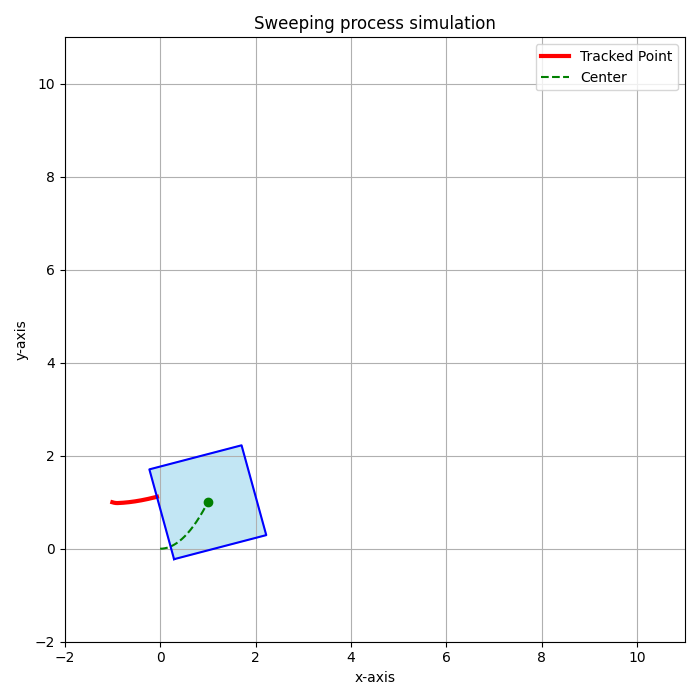 Sweeping process simulation
Tracked Point
Center
10
8
6
4
2
0
−2
−2 0 2 4 6 8 10
y-axis
x-axis